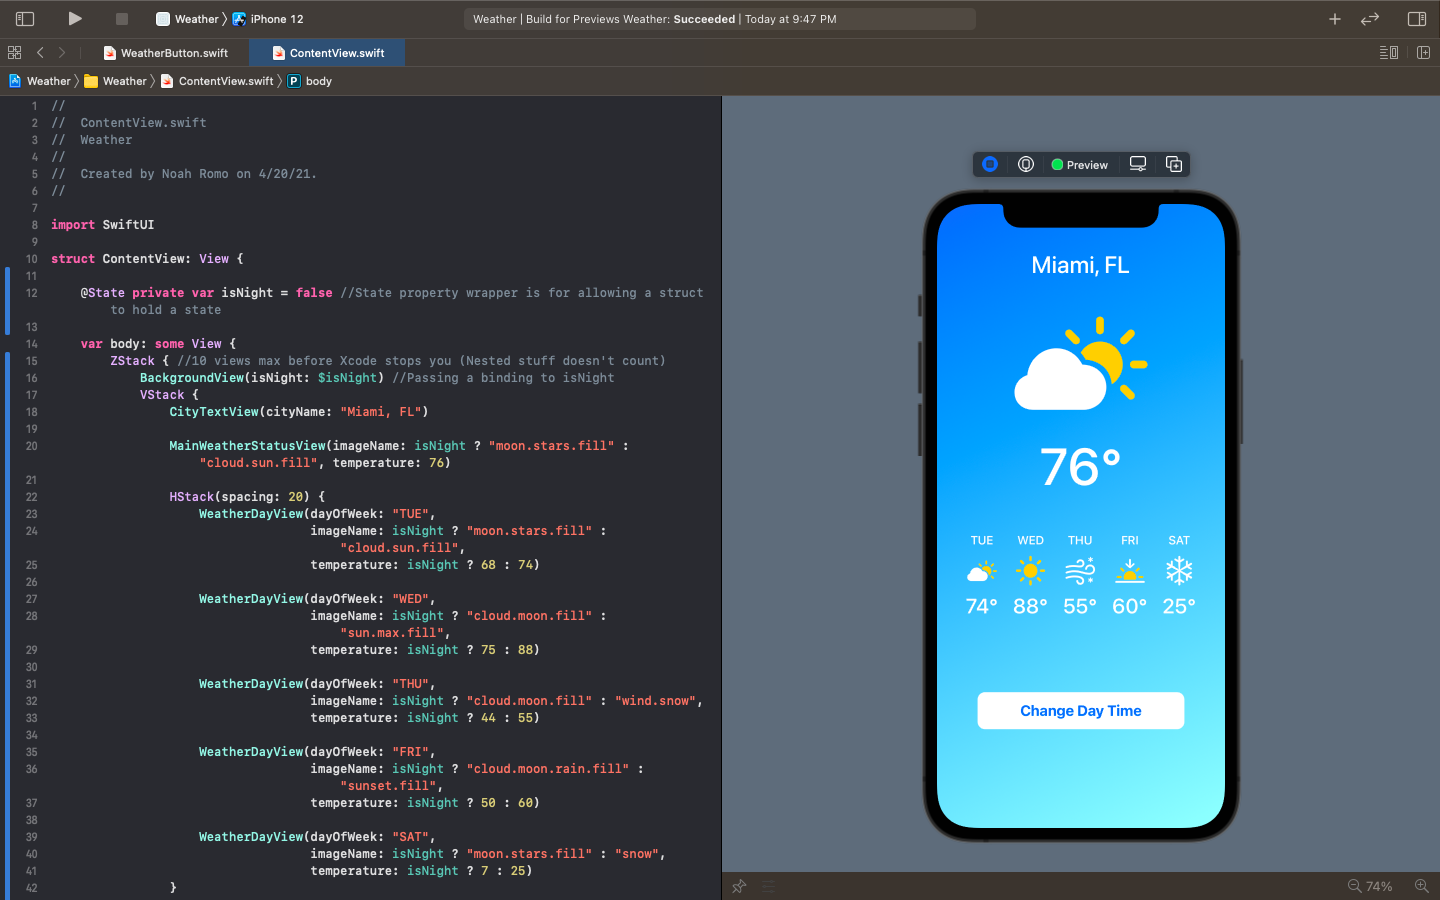 Weather 〉 iPhone 12
Weather | Build for Previews Weather: Succeeded | Today at 9:47 PM
WeatherButton.swift
ContentView.swift
Weather 〉 Weather 〉 ContentView.swift 〉 P body
1 //
2 //  ContentView.swift
3 //  Weather
4 //
5 //  Created by Noah Romo on 4/20/21.
6 //
7
8 import SwiftUI
9
10 struct ContentView: View {
11
12     @State private var isNight = false //State property wrapper is for allowing a struct
        to hold a state
13
14     var body: some View {
15         ZStack { //10 views max before Xcode stops you (Nested stuff doesn't count)
16             BackgroundView(isNight: $isNight) //Passing a binding to isNight
17             VStack {
18                 CityTextView(cityName: "Miami, FL")
19
20                 MainWeatherStatusView(imageName: isNight ? "moon.stars.fill" :
                    "cloud.sun.fill", temperature: 76)
21
22                 HStack(spacing: 20) {
23                     WeatherDayView(dayOfWeek: "TUE",
24                                    imageName: isNight ? "moon.stars.fill" :
                                        "cloud.sun.fill",
25                                    temperature: isNight ? 68 : 74)
26
27                     WeatherDayView(dayOfWeek: "WED",
28                                    imageName: isNight ? "cloud.moon.fill" :
                                        "sun.max.fill",
29                                    temperature: isNight ? 75 : 88)
30
31                     WeatherDayView(dayOfWeek: "THU",
32                                    imageName: isNight ? "cloud.moon.fill" : "wind.snow",
33                                    temperature: isNight ? 44 : 55)
34
35                     WeatherDayView(dayOfWeek: "FRI",
36                                    imageName: isNight ? "cloud.moon.rain.fill" :
                                        "sunset.fill",
37                                    temperature: isNight ? 50 : 60)
38
39                     WeatherDayView(dayOfWeek: "SAT",
40                                    imageName: isNight ? "moon.stars.fill" : "snow",
41                                    temperature: isNight ? 7 : 25)
42                 }
Preview
Miami, FL
76°
TUE WED THU FRI SAT
74° 88° 55° 60° 25°
Change Day Time
74%